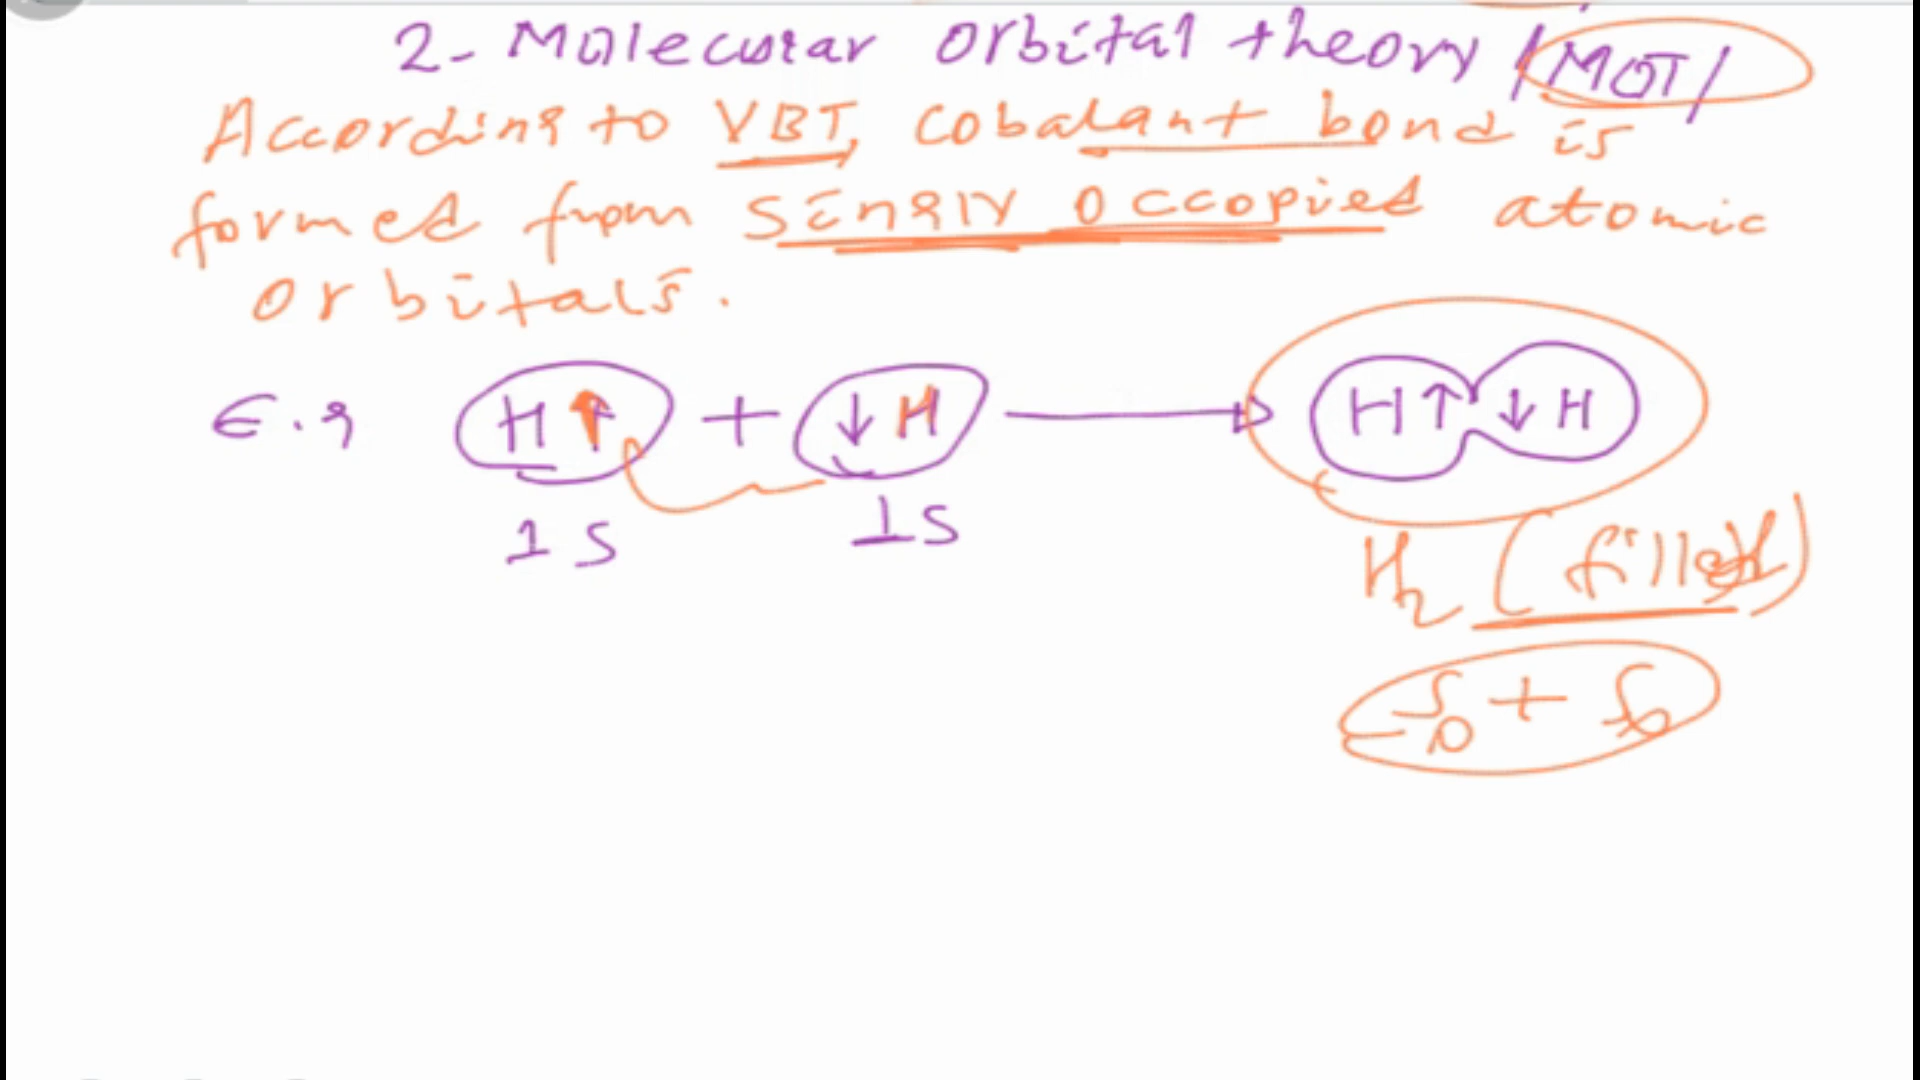 2- Molecular orbital theory /MOT/
According to VBT, cobalant bond is
formed from singly occopied atomic
orbitals.
E.g H↑ + ↓H → H↑ ↓H
1S 1S
H2 (filled)
S + S